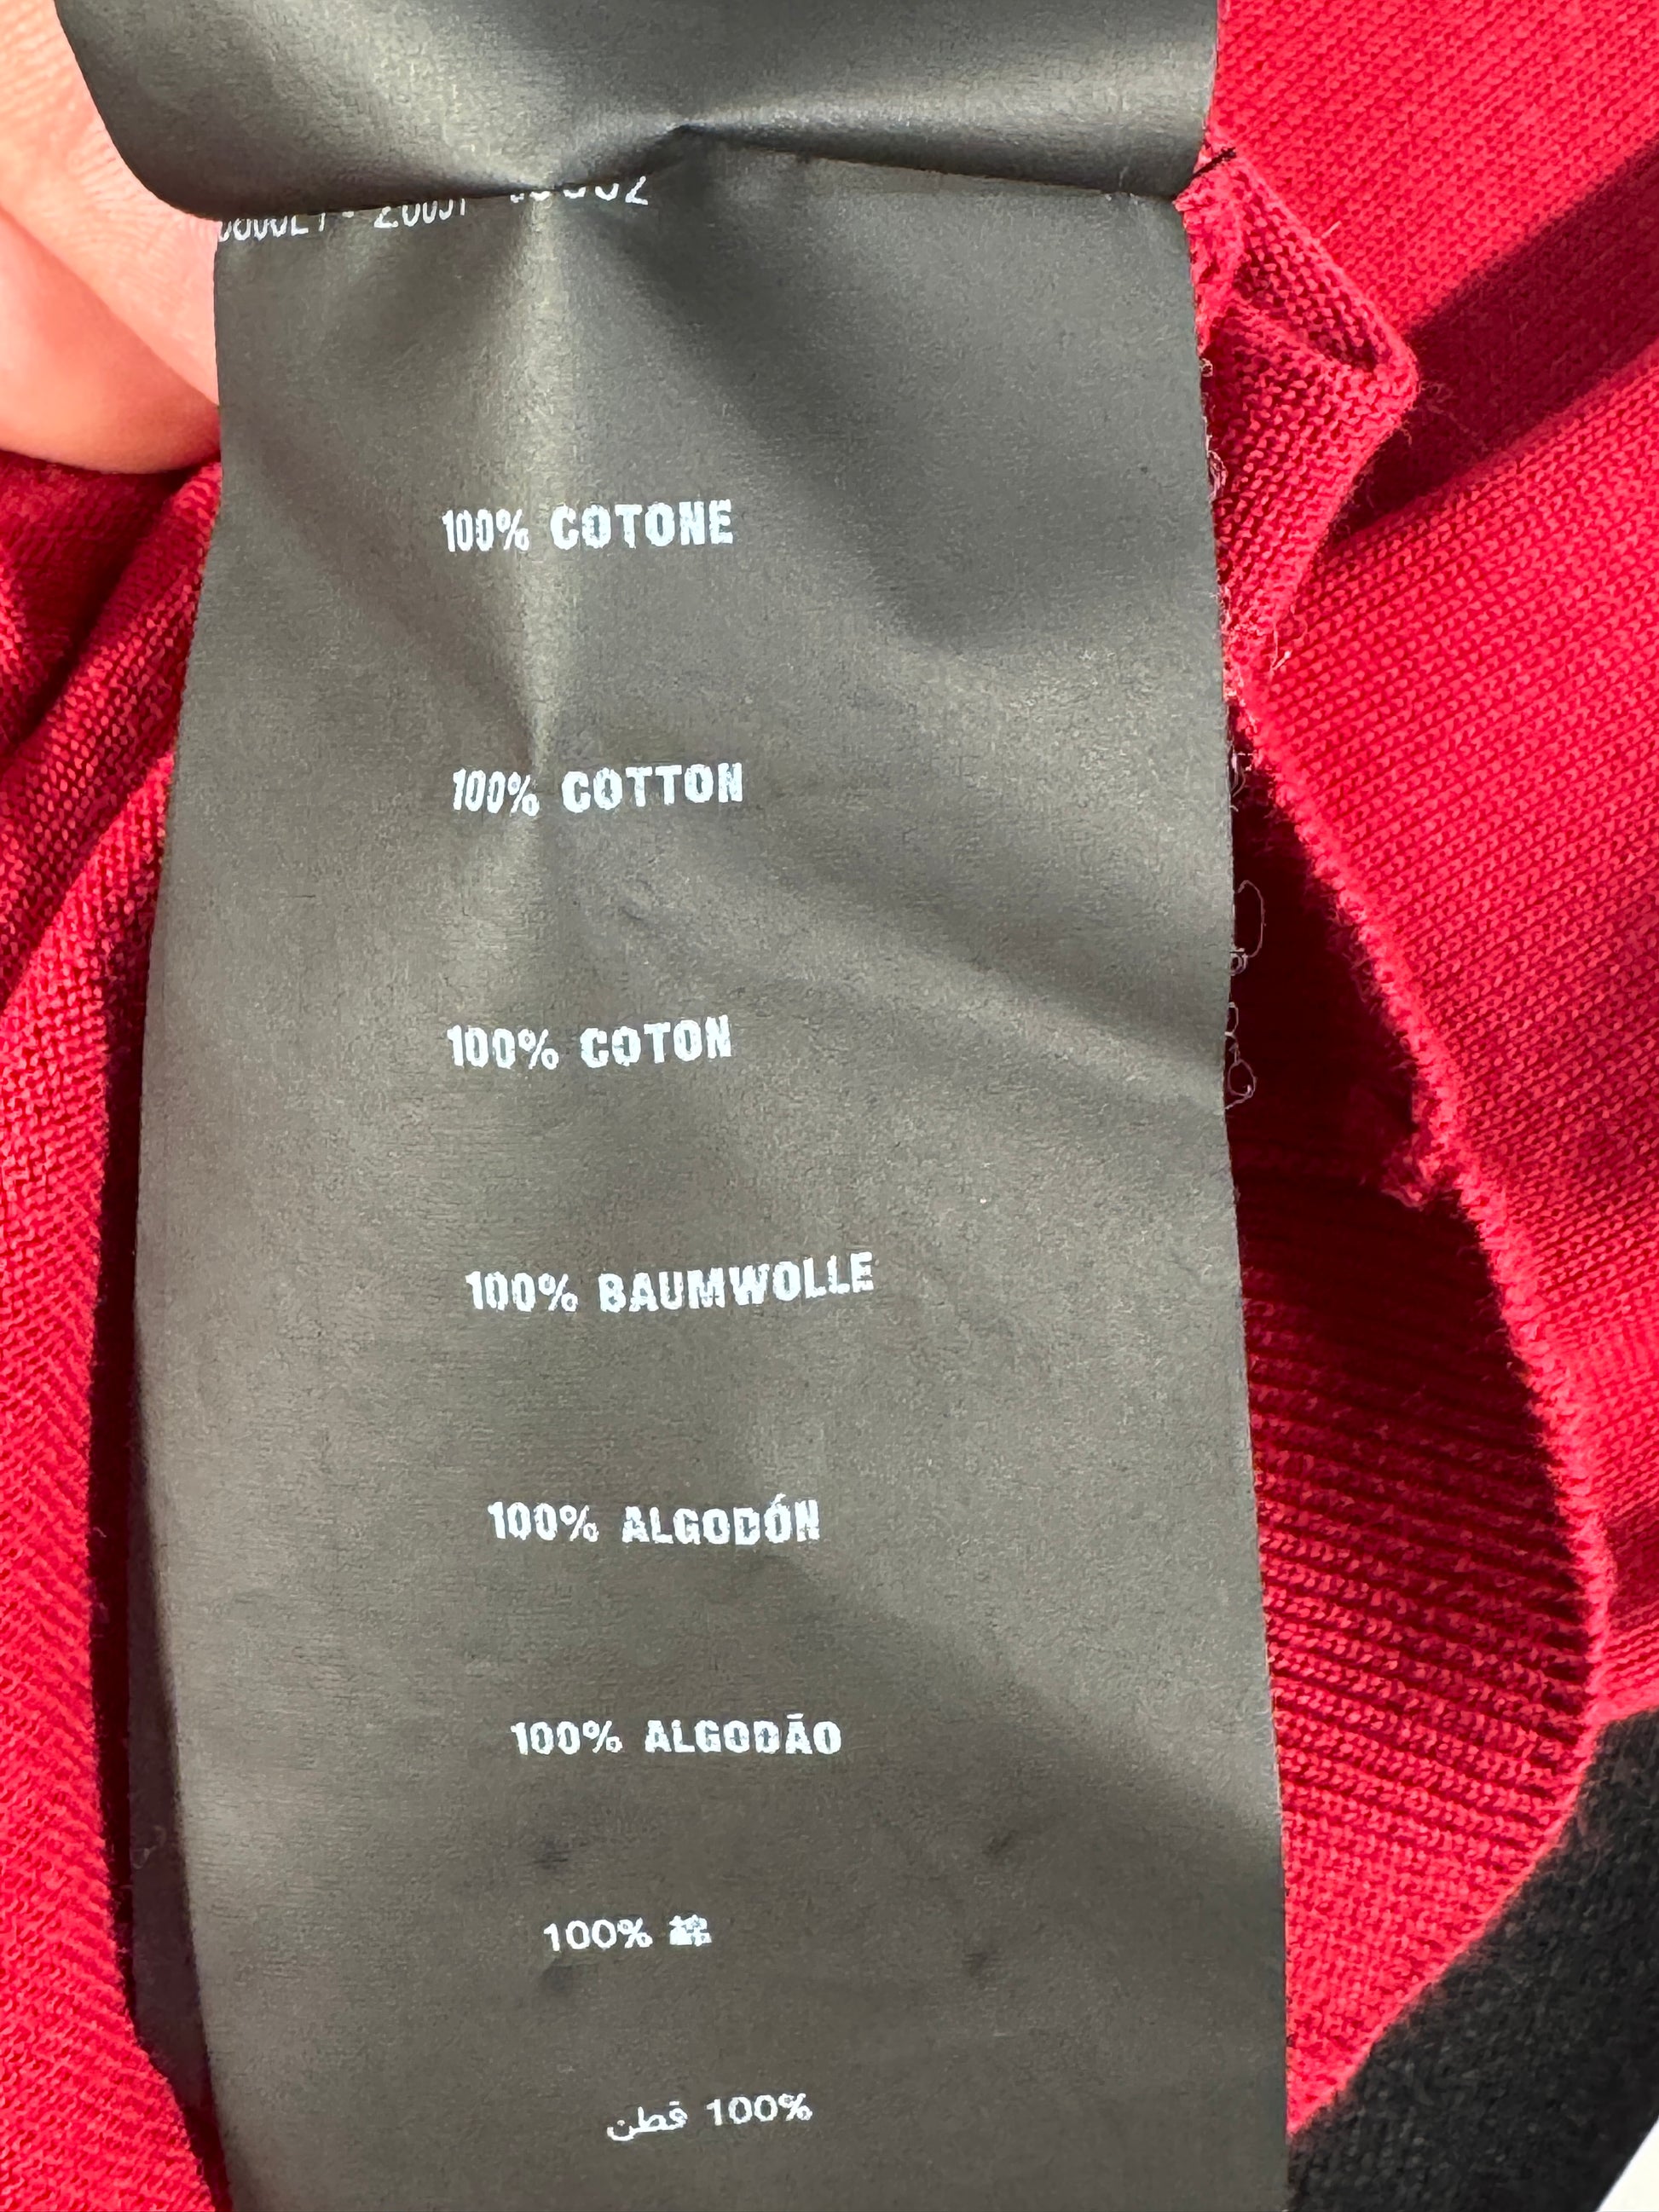 100% COTONE
100% COTTON
100% COTON
100% BAUMWOLLE
100% ALGODÓN
100% ALGODÃO
100% 綿
100% قطن